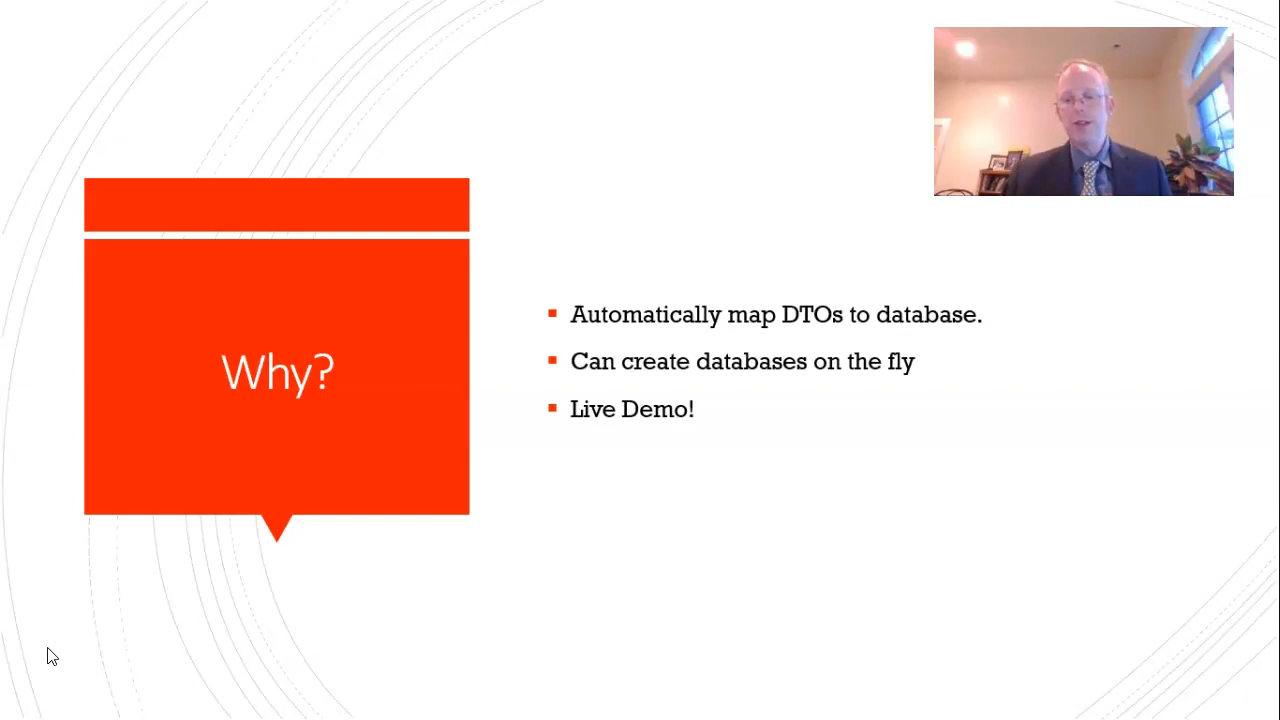 Why?
Automatically map DTOs to database.
Can create databases on the fly
Live Demo!